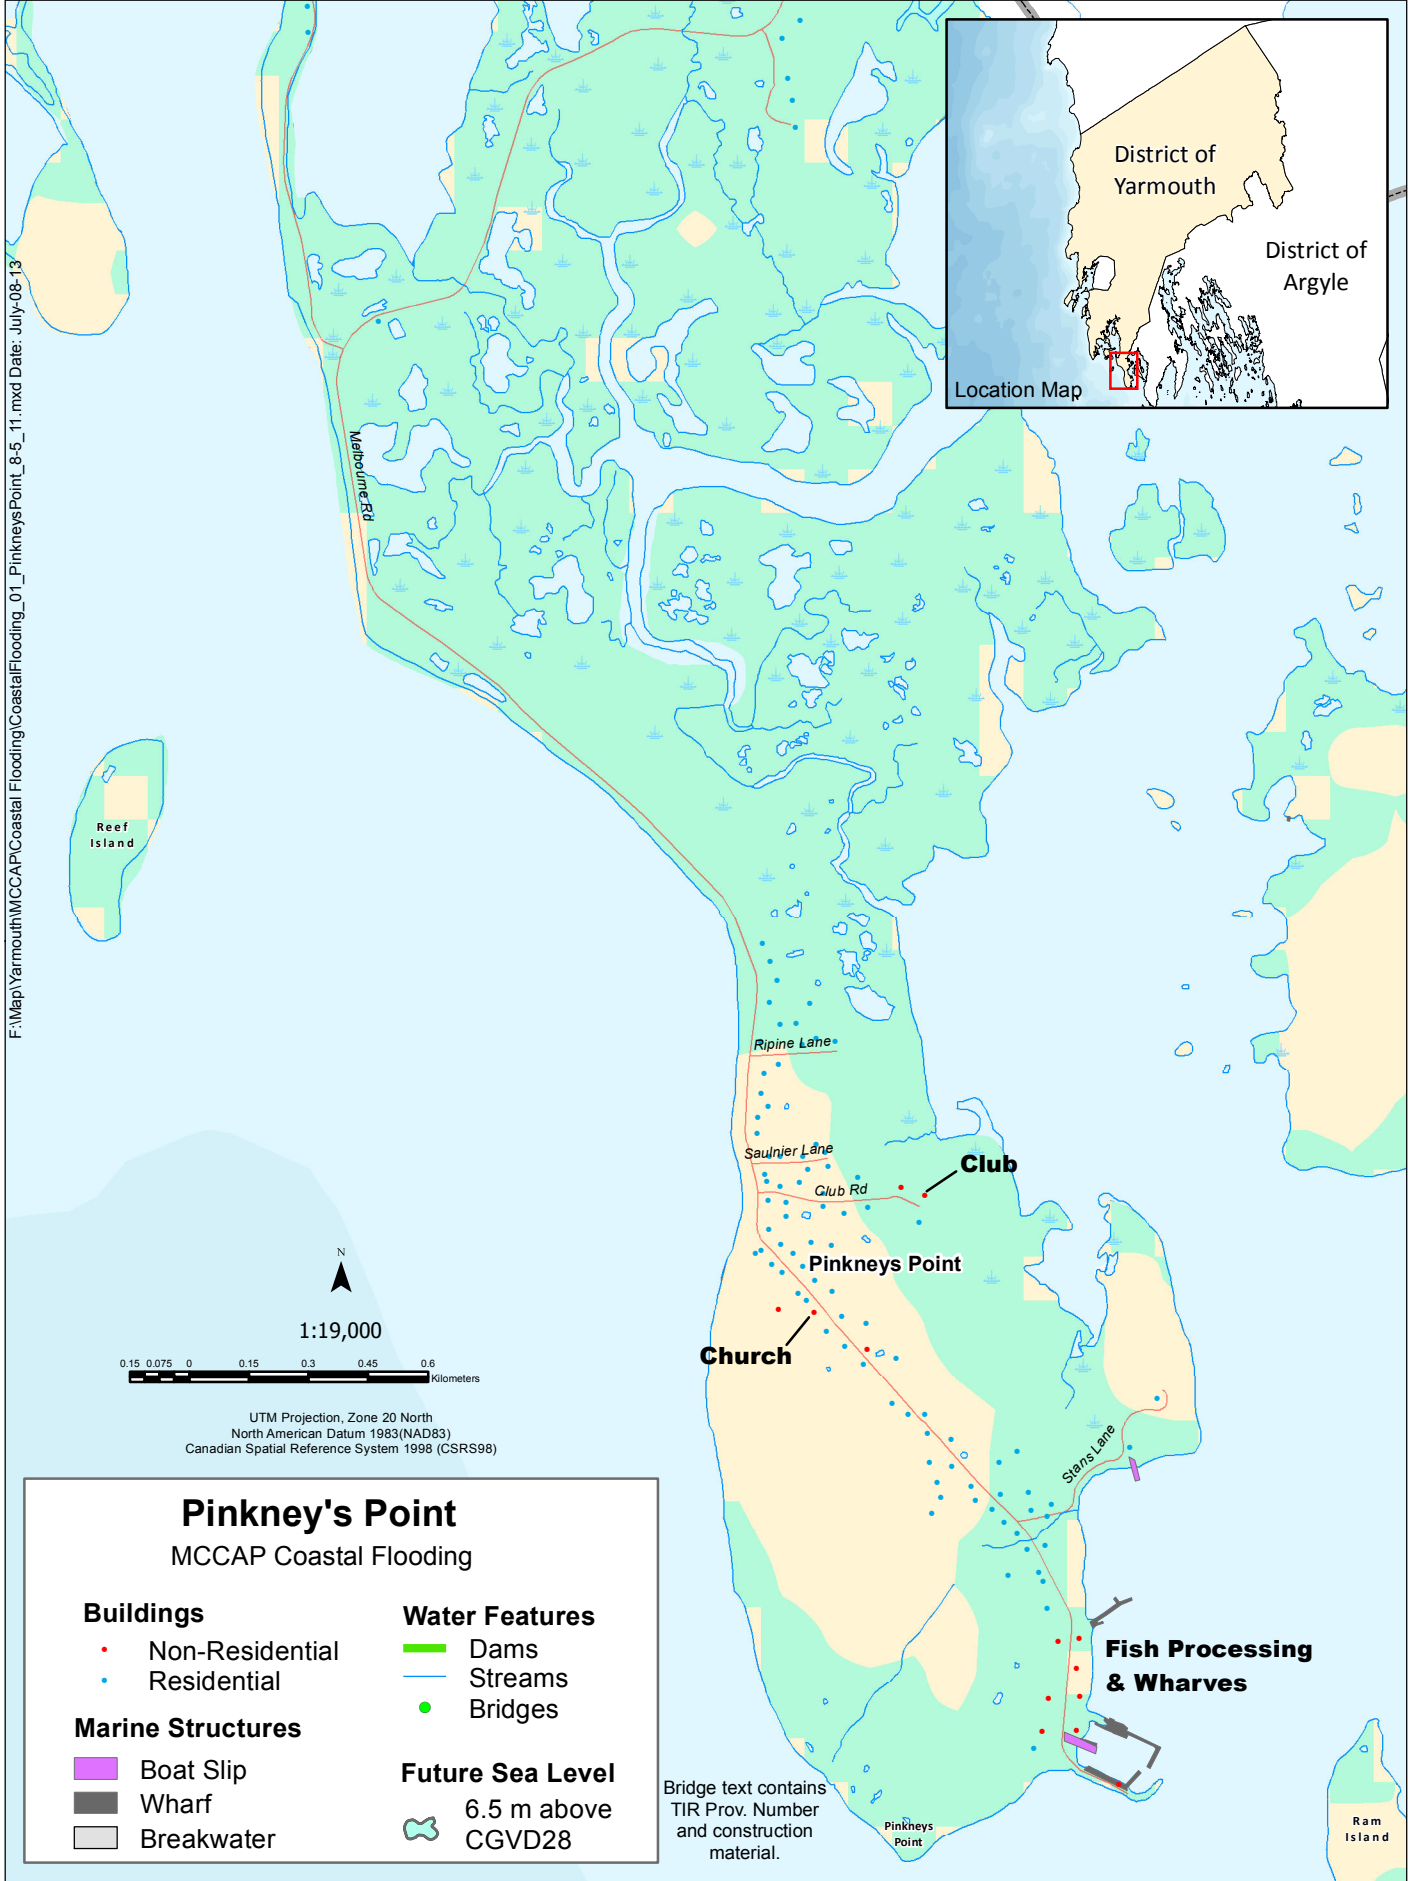 F:\Map\Yarmouth\MCCAP\Coastal Flooding\CoastalFlooding_01_PinkneysPoint_8-5_11.mxd Date: July-08-13
District of
Yarmouth
District of
Argyle
Location Map
Melbourne Rd
Reef
Island
Ripine Lane
Saulnier Lane
Club Rd
Club
Pinkneys Point
Church
Stans Lane
Fish Processing
& Wharves
Pinkneys
Point
Ram
Island
N
1:19,000
0.15 0.075 0 0.15 0.3 0.45 0.6
Kilometers
UTM Projection, Zone 20 North
North American Datum 1983(NAD83)
Canadian Spatial Reference System 1998 (CSRS98)
Pinkney's Point
MCCAP Coastal Flooding
Buildings
Non-Residential
Residential
Marine Structures
Boat Slip
Wharf
Breakwater
Water Features
Dams
Streams
Bridges
Future Sea Level
6.5 m above
CGVD28
Bridge text contains
TIR Prov. Number
and construction
material.